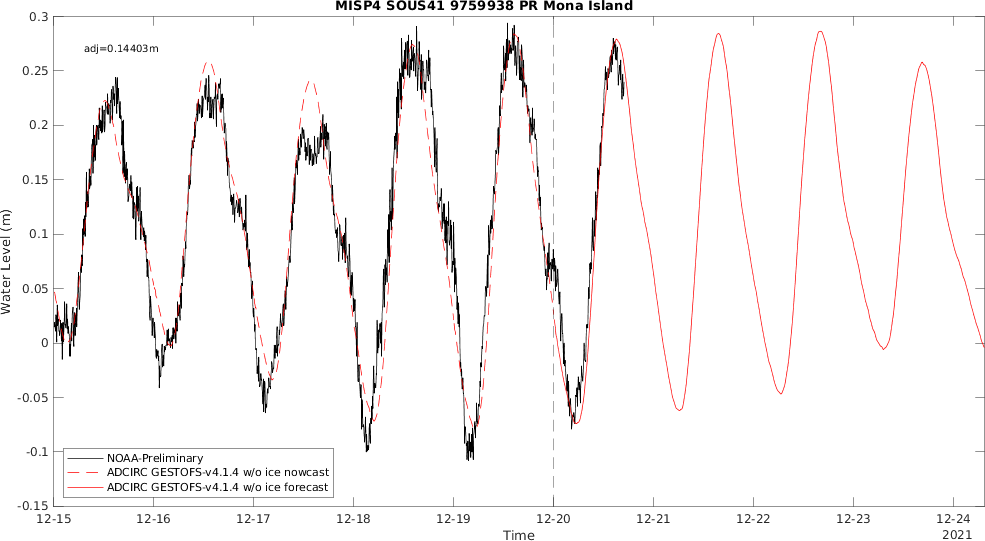 MISP4 SOUS41 9759938 PR Mona Island
adj=0.14403m
Water Level (m)
0.3
0.25
0.2
0.15
0.1
0.05
0
-0.05
-0.1
-0.15
NOAA-Preliminary
ADCIRC GESTOFS-v4.1.4 w/o ice nowcast
ADCIRC GESTOFS-v4.1.4 w/o ice forecast
12-15 12-16 12-17 12-18 12-19 12-20 12-21 12-22 12-23 12-24
Time
2021